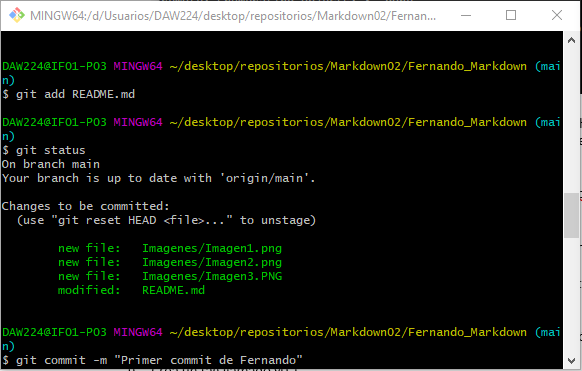 MINGW64:/d/Usuarios/DAW224/desktop/repositorios/Markdown02/Fernan...
DAW224@IF01-P03 MINGW64 ~/desktop/repositorios/Markdown02/Fernando_Markdown (mai
n)
$ git add README.md
DAW224@IF01-P03 MINGW64 ~/desktop/repositorios/Markdown02/Fernando_Markdown (mai
n)
$ git status
On branch main
Your branch is up to date with 'origin/main'.
Changes to be committed:
(use "git reset HEAD <file>..." to unstage)
new file: Imagenes/Imagen1.png
new file: Imagenes/Imagen2.png
new file: Imagenes/Imagen3.PNG
modified: README.md
DAW224@IF01-P03 MINGW64 ~/desktop/repositorios/Markdown02/Fernando_Markdown (mai
n)
$ git commit -m "Primer commit de Fernando"